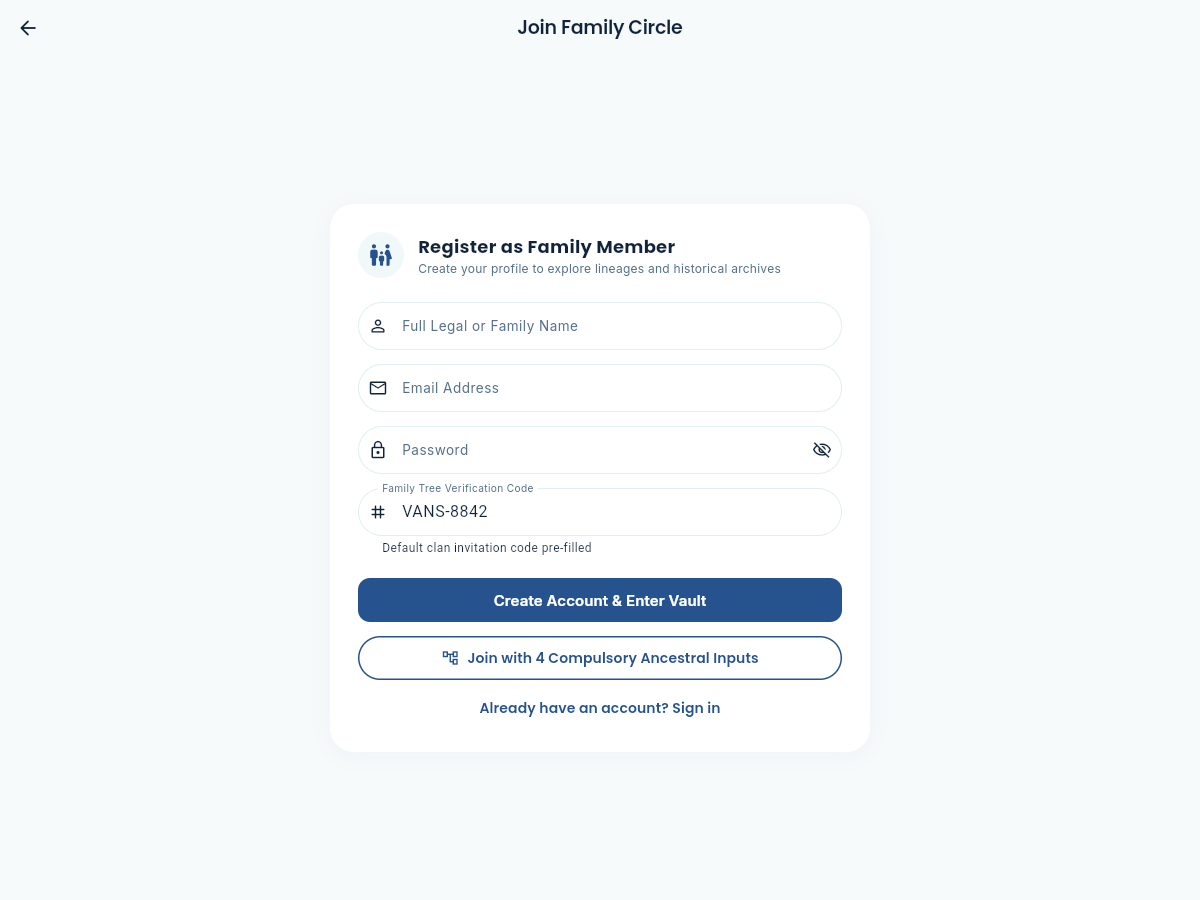 Join Family Circle
Register as Family Member
Create your profile to explore lineages and historical archives
Full Legal or Family Name
Email Address
Password
Family Tree Verification Code
VANS-8842
Default clan invitation code pre-filled
Create Account & Enter Vault
Join with 4 Compulsory Ancestral Inputs
Already have an account? Sign in